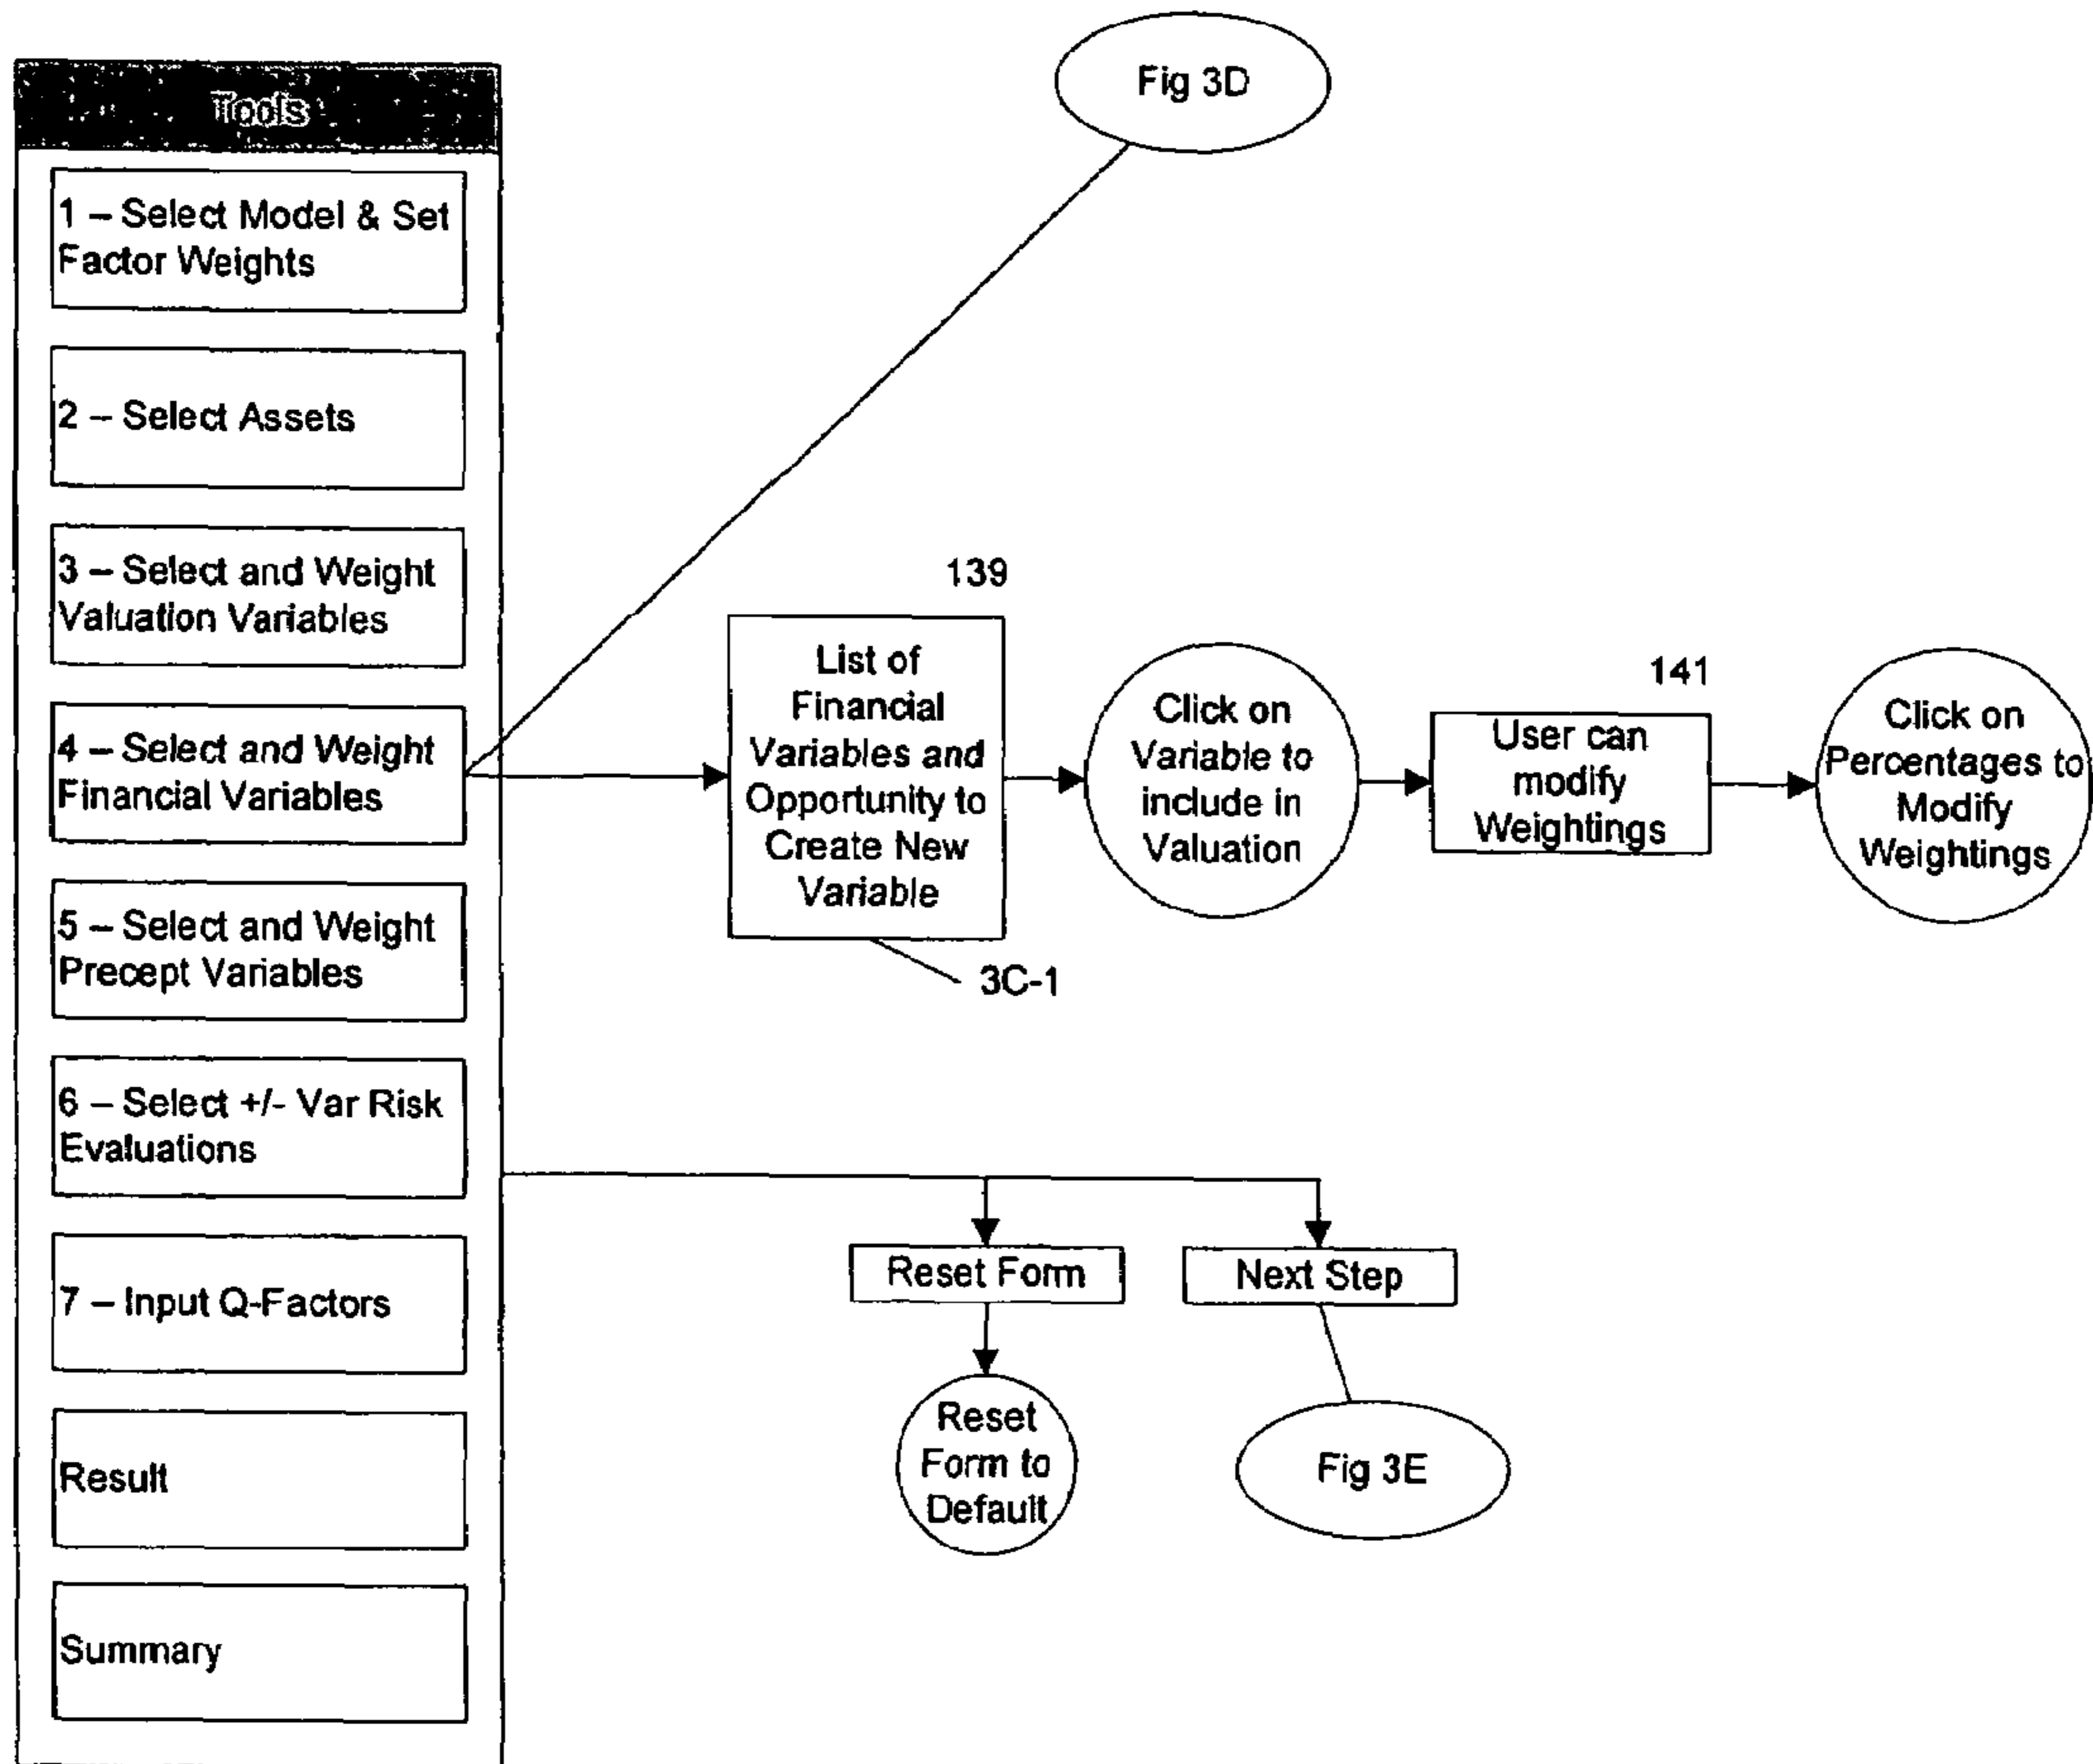 Tools
1 – Select Model & Set
Factor Weights
2 – Select Assets
3 – Select and Weight
Valuation Variables
4 – Select and Weight
Financial Variables
5 – Select and Weight
Precept Variables
6 – Select +/- Var Risk
Evaluations
7 – Input Q-Factors
Result
Summary
Fig 3D
139
List of
Financial
Variables and
Opportunity to
Create New
Variable
3C-1
Click on
Variable to
include in
Valuation
141
User can
modify
Weightings
Click on
Percentages to
Modify
Weightings
Reset Form
Next Step
Reset
Form to
Default
Fig 3E